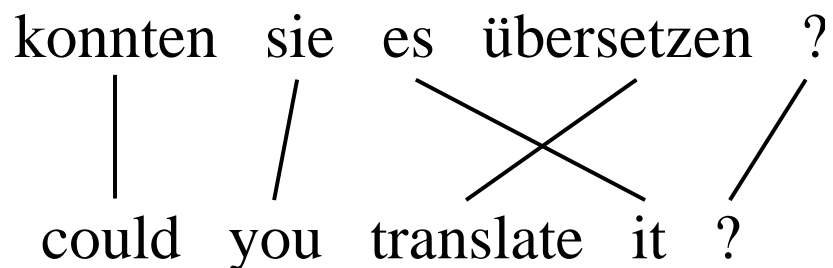 konnten sie es übersetzen ?
could you translate it ?